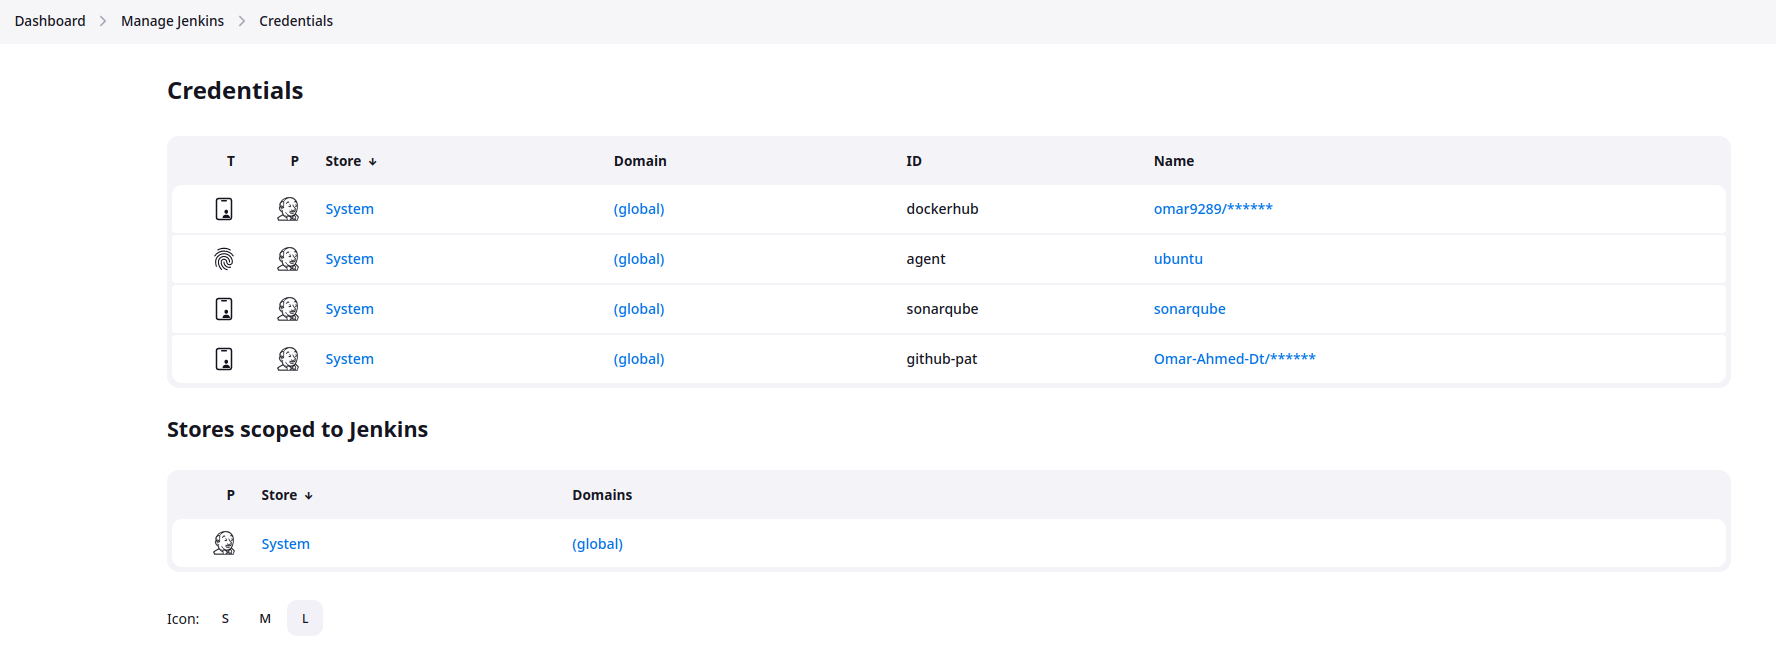 Dashboard > Manage Jenkins > Credentials
Credentials
T P Store ↓ Domain ID Name
System (global) dockerhub omar9289/******
System (global) agent ubuntu
System (global) sonarqube sonarqube
System (global) github-pat Omar-Ahmed-Dt/******
Stores scoped to Jenkins
P Store ↓ Domains
System (global)
Icon: S M L